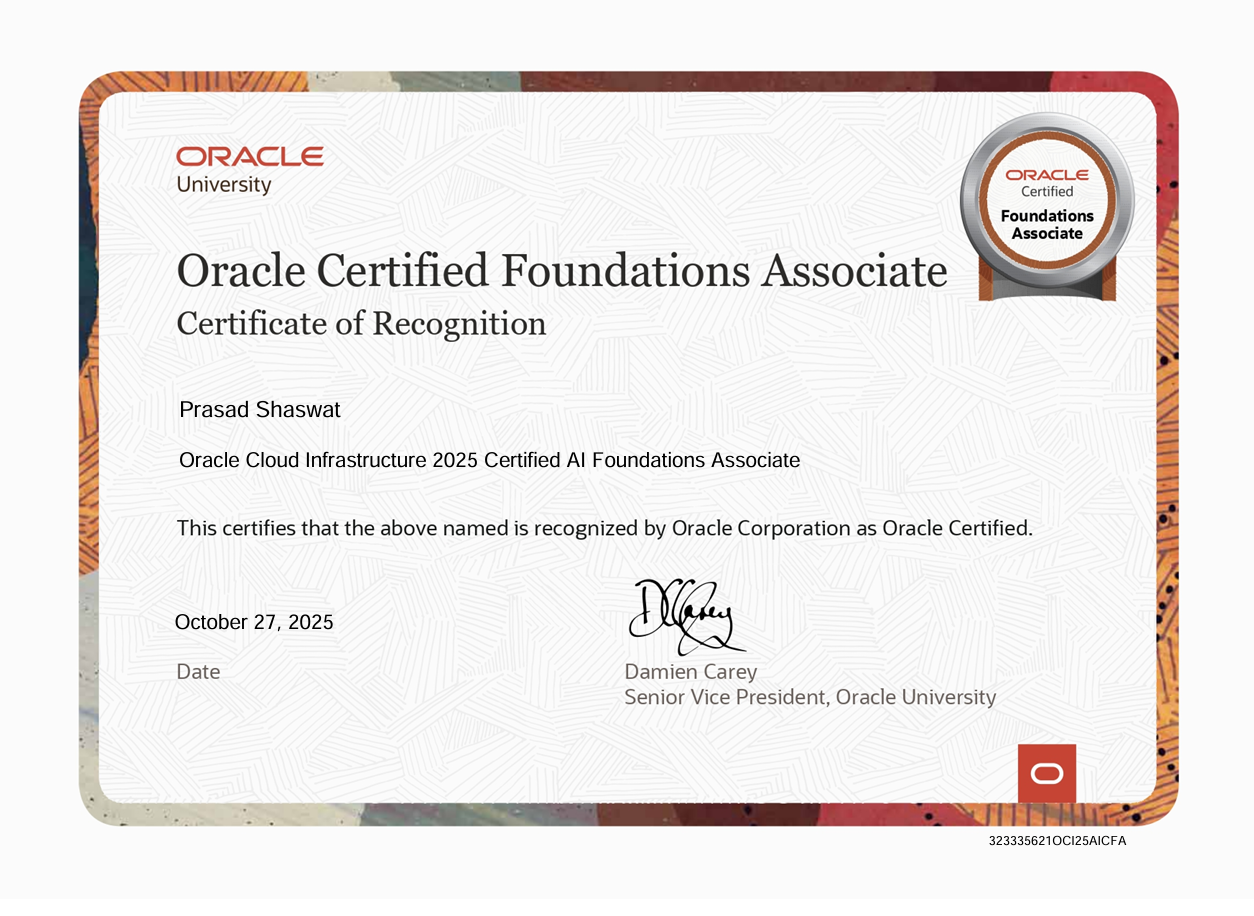 ORACLE
University
ORACLE
Certified
Foundations
Associate
Oracle Certified Foundations Associate
Certificate of Recognition
Prasad Shaswat
Oracle Cloud Infrastructure 2025 Certified AI Foundations Associate
This certifies that the above named is recognized by Oracle Corporation as Oracle Certified.
October 27, 2025
DCarey
Date
Damien Carey
Senior Vice President, Oracle University
323335621OCI25AICFA